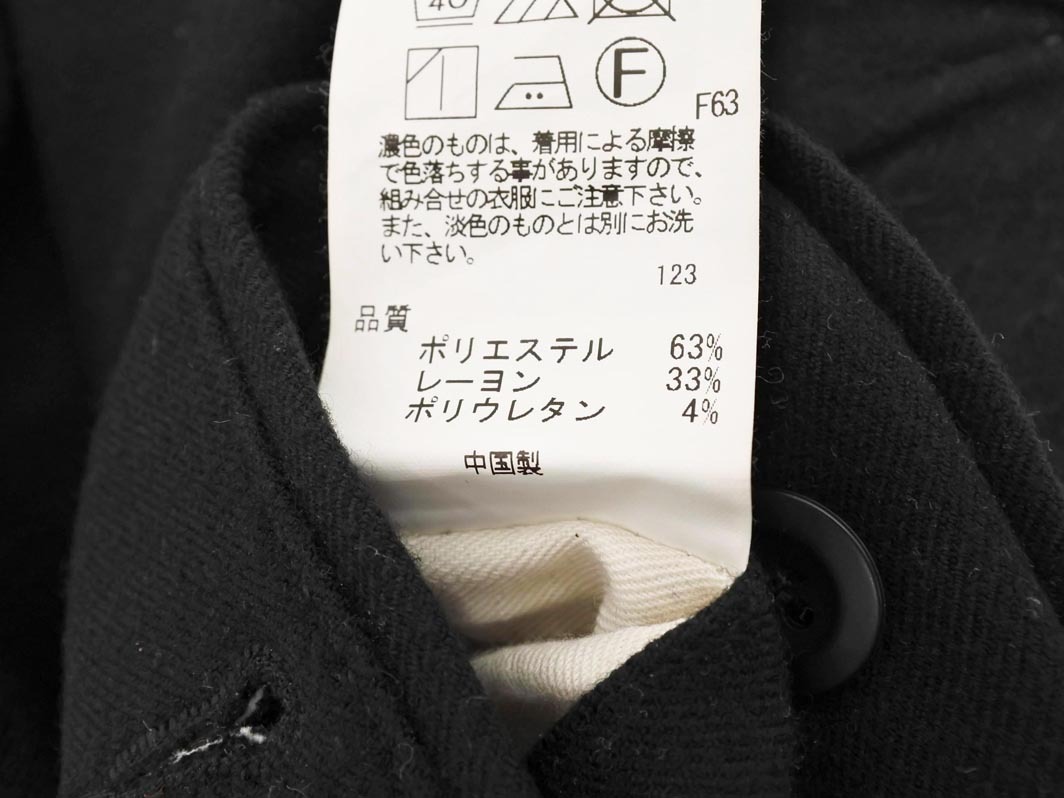 40
F
F63
濃色のものは、着用による摩擦
で色落ちする事がありますので、
組み合せの衣服にご注意下さい。
また、淡色のものとは別にお洗
い下さい。
123
品質
ポリエステル 63%
レーヨン 33%
ポリウレタン 4%
中国製